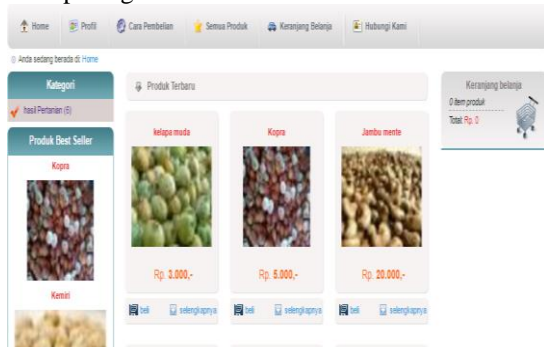 Home Profil Cara Pembelian Semua Produk Keranjang Belanja Hubungi Kami
Anda sedang berada di: Home
Kategori
hasil Pertanian (6)
Produk Best Seller
Kopra
Kemiri
Produk Terbaru
kelapa muda
Rp. 3.000,-
beli selengkapnya
Kopra
Rp. 5.000,-
beli selengkapnya
Jambu mente
Rp. 20.000,-
beli selengkapnya
Keranjang belanja
0 item produk
Total: Rp. 0